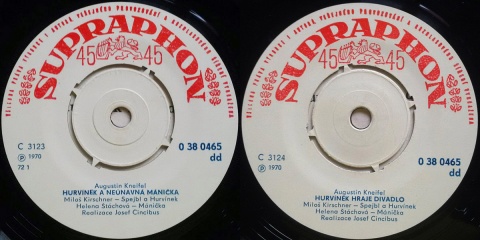 SUPRAPHON
45 45
C 3123
℗ 1970
72 1
0 38 0465
dd
Augustin Kneifel
HURVÍNEK A NEÚNAVNÁ MÁNIČKA
Miloš Kirschner – Spejbl a Hurvínek
Helena Štáchová – Mánička
Realizace Josef Cincibus
SUPRAPHON
45 45
C 3124
℗ 1970
0 38 0465
dd
Augustin Kneifel
HURVÍNEK HRAJE DIVADLO
Miloš Kirschner – Spejbl a Hurvínek
Helena Štáchová – Mánička
Realizace Josef Cincibus